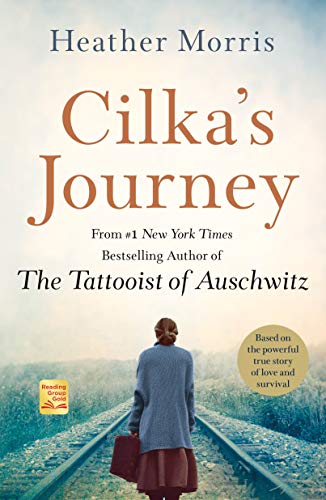 Heather Morris
Cilka's
Journey
From #1 New York Times
Bestselling Author of
The Tattooist of Auschwitz
Based on
the powerful
true story
of love and
survival
Reading
Group
Gold